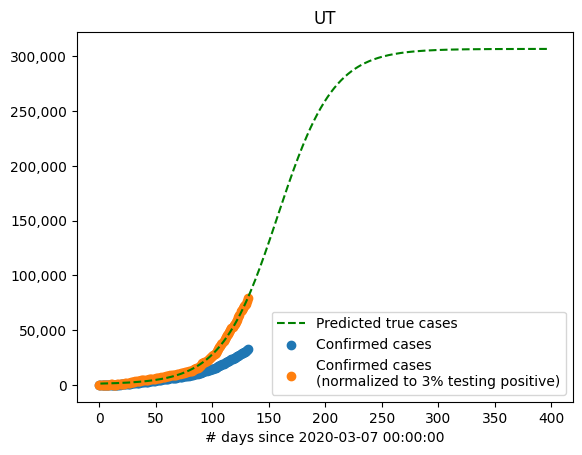 UT
300,000
250,000
200,000
150,000
100,000
50,000
0
Predicted true cases
Confirmed cases
Confirmed cases
(normalized to 3% testing positive)
0 50 100 150 200 250 300 350 400
# days since 2020-03-07 00:00:00